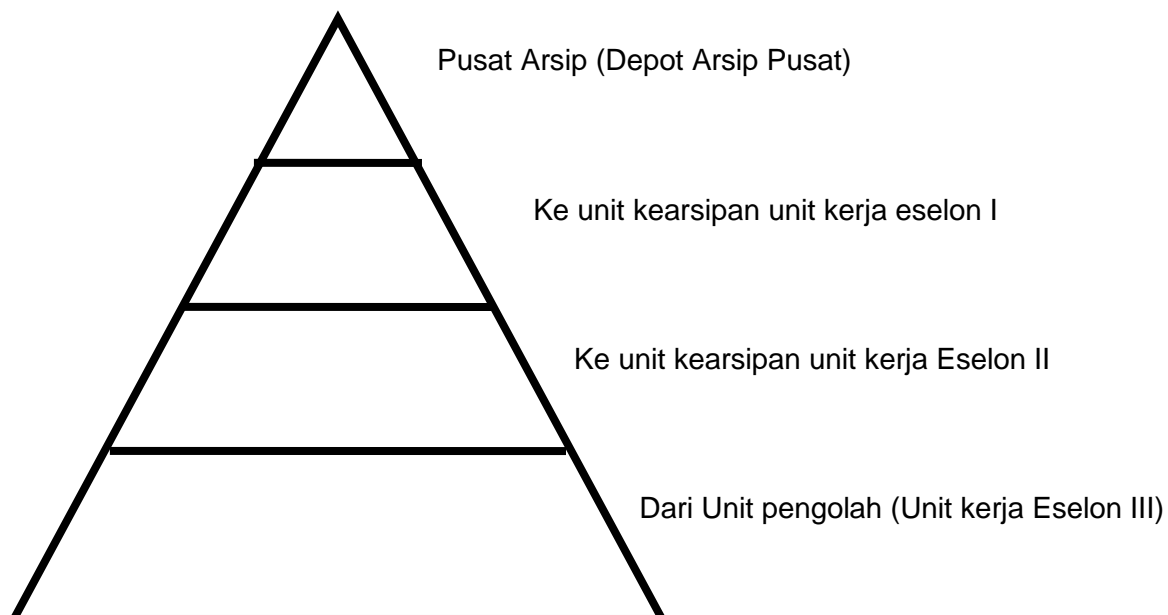 Pusat Arsip (Depot Arsip Pusat)
Ke unit kearsipan unit kerja eselon I
Ke unit kearsipan unit kerja Eselon II
Dari Unit pengolah (Unit kerja Eselon III)